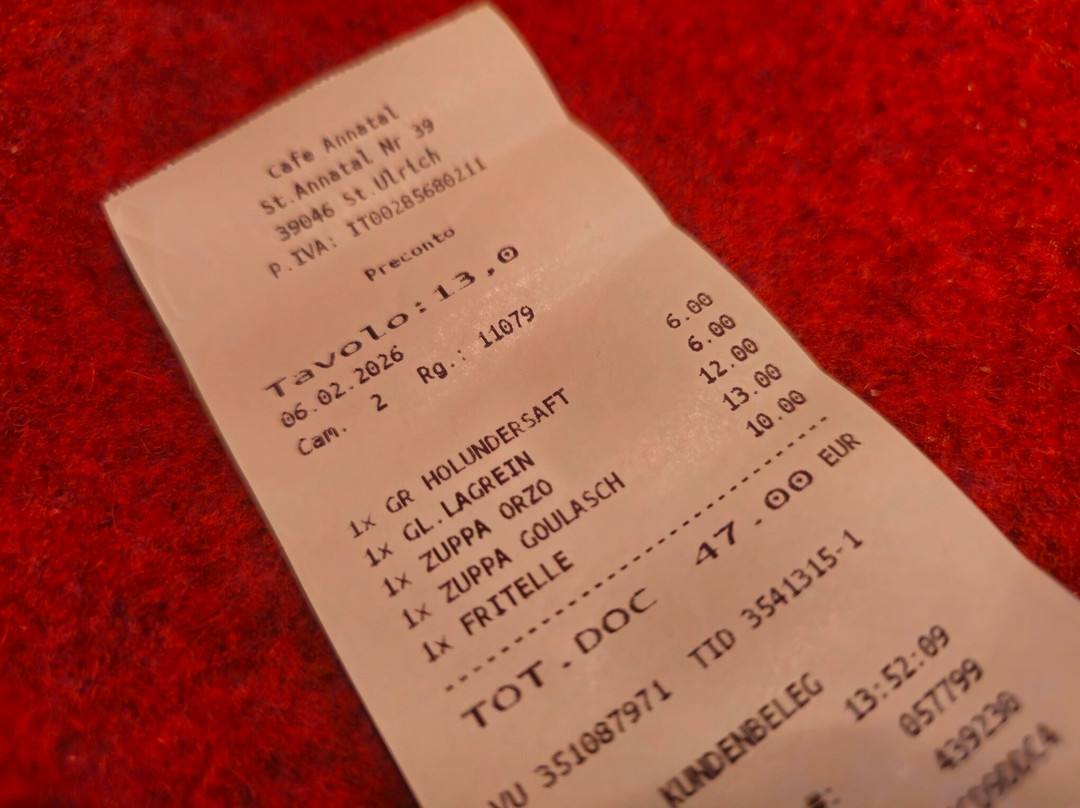 Cafe Annatal
St.Annatal Nr 39
39046 St.Ulrich
P.IVA: IT00285680211
Preconto
Tavolo:13,0
06.02.2026 Rg.: 11079
Cam. 2
1x GR HOLUNDERSAFT 6.00
1x GL.LAGREIN 6.00
1x ZUPPA ORZO 12.00
1x ZUPPA GOULASCH 13.00
1x FRITELLE 10.00
TOT.DOC 47.00 EUR
VU 351087971 TID 3541315-1
KUNDENBELEG
13:52:09
057799
439230